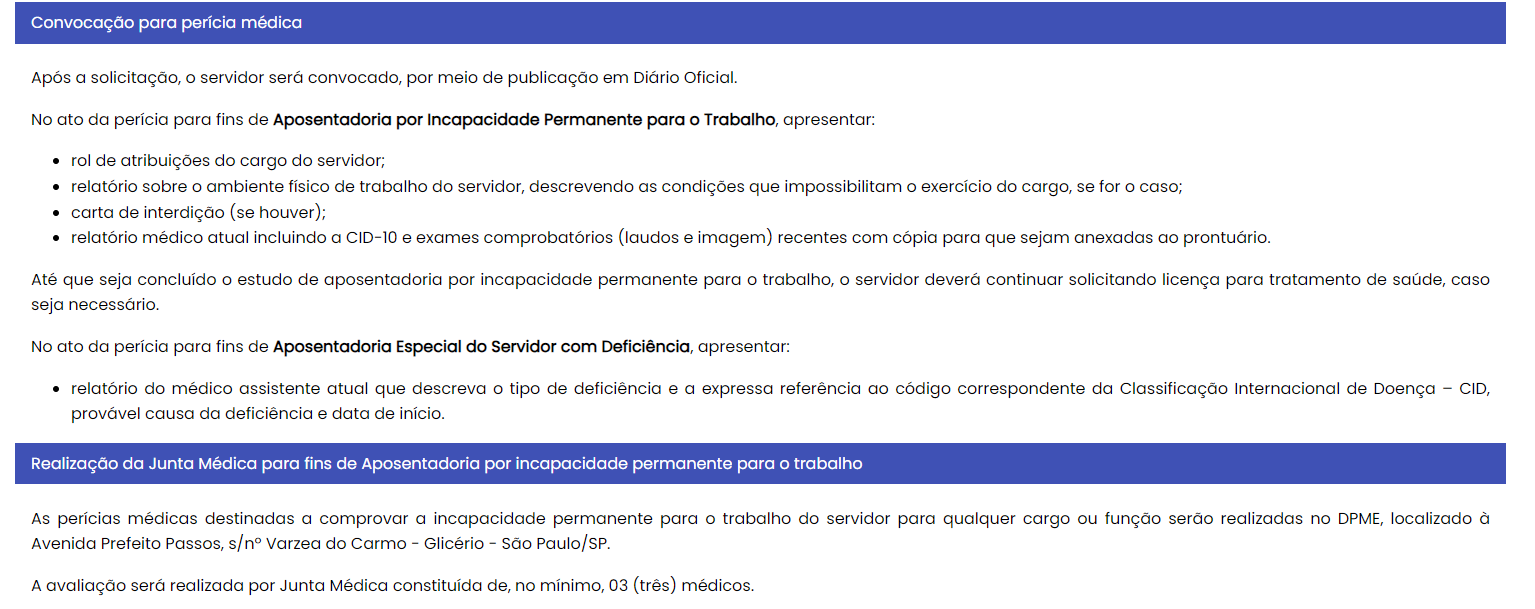 Convocação para perícia médica
Após a solicitação, o servidor será convocado, por meio de publicação em Diário Oficial.
No ato da perícia para fins de Aposentadoria por Incapacidade Permanente para o Trabalho, apresentar:
• rol de atribuições do cargo do servidor;
• relatório sobre o ambiente físico de trabalho do servidor, descrevendo as condições que impossibilitam o exercício do cargo, se for o caso;
• carta de interdição (se houver);
• relatório médico atual incluindo a CID-10 e exames comprobatórios (laudos e imagem) recentes com cópia para que sejam anexadas ao prontuário.
Até que seja concluído o estudo de aposentadoria por incapacidade permanente para o trabalho, o servidor deverá continuar solicitando licença para tratamento de saúde, caso
seja necessário.
No ato da perícia para fins de Aposentadoria Especial do Servidor com Deficiência, apresentar:
• relatório do médico assistente atual que descreva o tipo de deficiência e a expressa referência ao código correspondente da Classificação Internacional de Doença – CID,
provável causa da deficiência e data de início.
Realização da Junta Médica para fins de Aposentadoria por incapacidade permanente para o trabalho
As perícias médicas destinadas a comprovar a incapacidade permanente para o trabalho do servidor para qualquer cargo ou função serão realizadas no DPME, localizado à
Avenida Prefeito Passos, s/nº Varzea do Carmo - Glicério - São Paulo/SP.
A avaliação será realizada por Junta Médica constituída de, no mínimo, 03 (três) médicos.